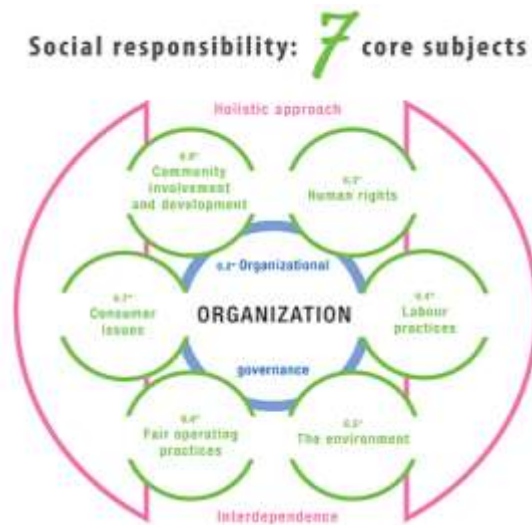 Social responsibility: 7 core subjects
Holistic approach
Community
involvement
and development
Human rights
Organizational
Consumer
issues
ORGANIZATION
Labour
practices
governance
Fair operating
practices
The environment
Interdependence